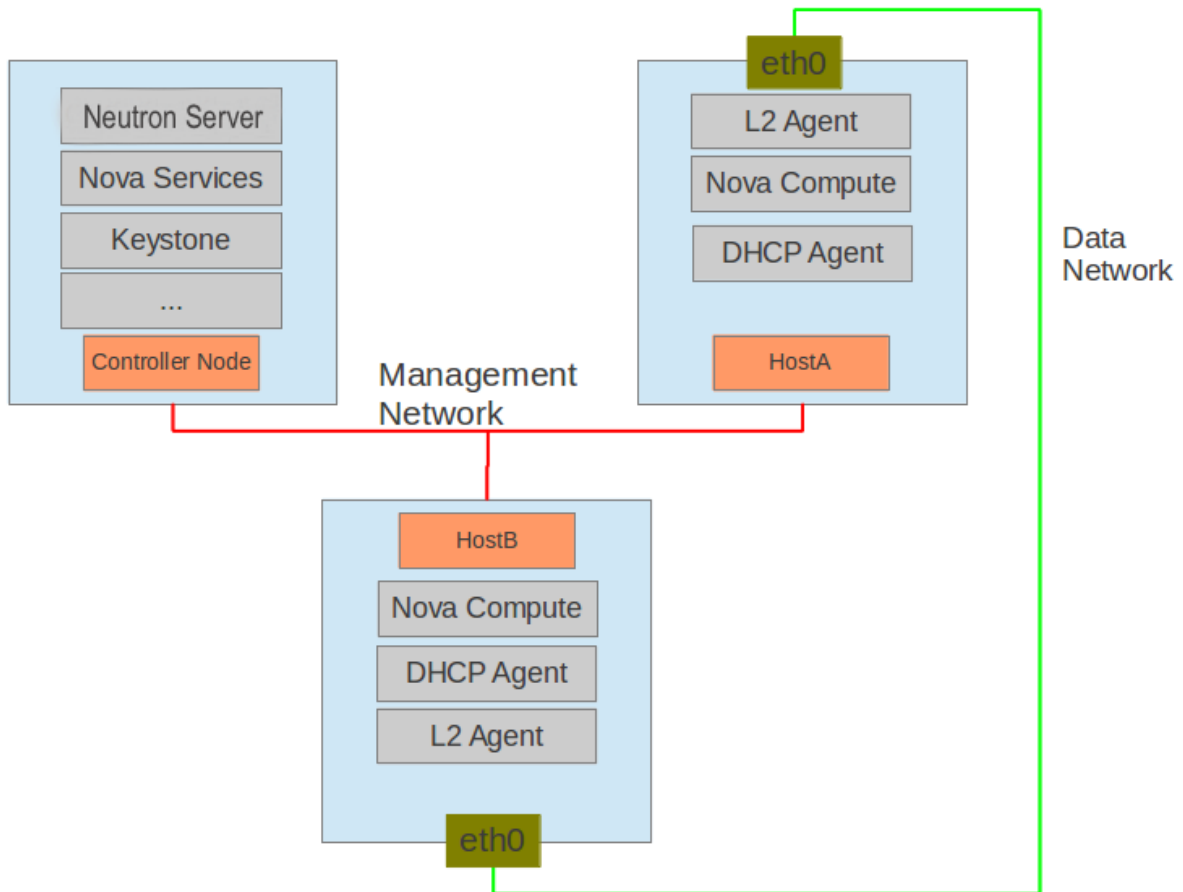 Neutron Server
Nova Services
Keystone
...
Controller Node
eth0
L2 Agent
Nova Compute
DHCP Agent
HostA
Data
Network
Management
Network
HostB
Nova Compute
DHCP Agent
L2 Agent
eth0